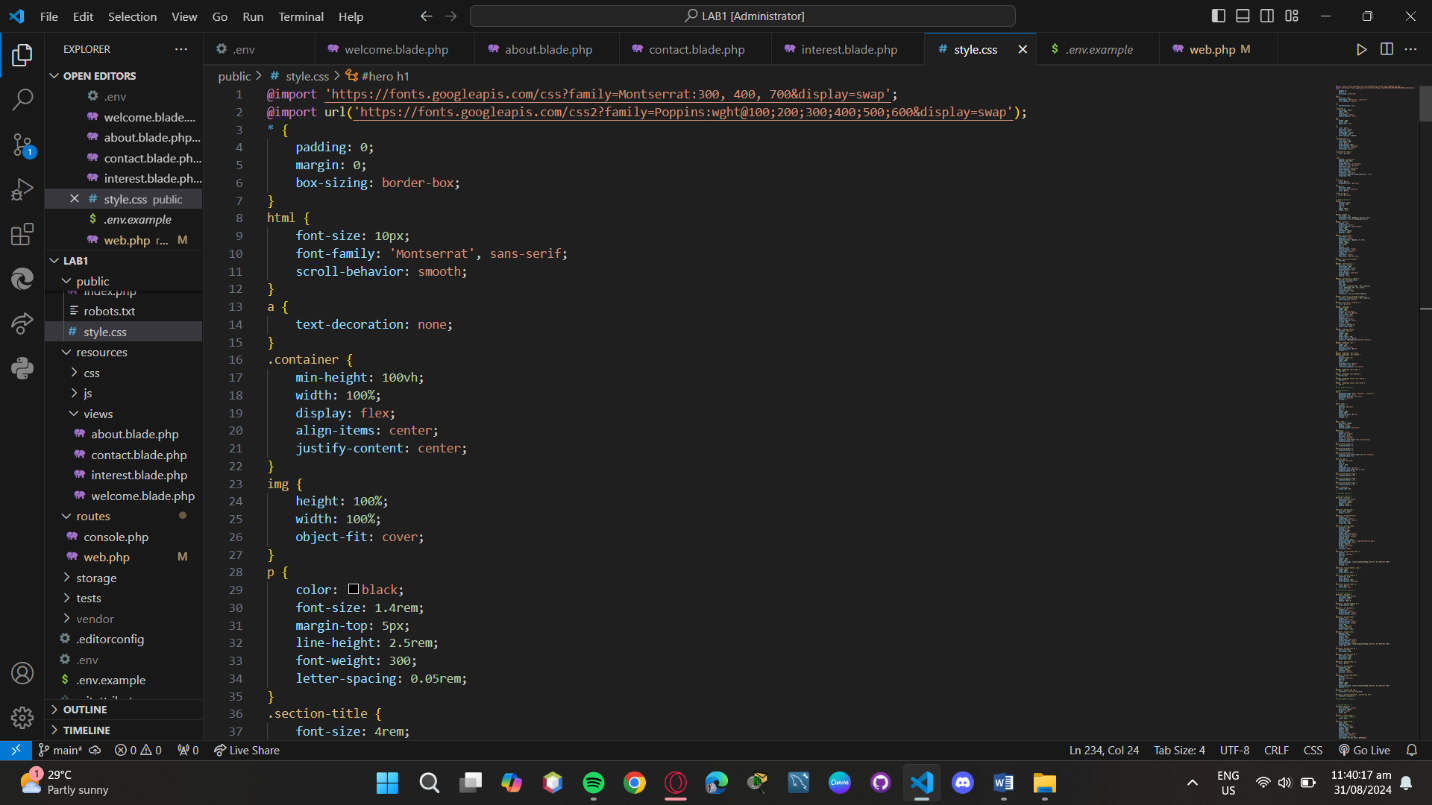 File Edit Selection View Go Run Terminal Help
LAB1 [Administrator]
EXPLORER
.env
welcome.blade.php
about.blade.php
contact.blade.php
interest.blade.php
style.css
.env.example
web.php M
public > style.css > #hero h1
OPEN EDITORS
.env
welcome.blade....
about.blade.php...
contact.blade.ph...
interest.blade.ph...
style.css public
.env.example
web.php r... M
LAB1
public
index.php
robots.txt
style.css
resources
css
js
views
about.blade.php
contact.blade.php
interest.blade.php
welcome.blade.php
routes
console.php
web.php M
storage
tests
vendor
.editorconfig
.env
.env.example
OUTLINE
TIMELINE
1 @import 'https://fonts.googleapis.com/css?family=Montserrat:300, 400, 700&display=swap';
2 @import url('https://fonts.googleapis.com/css2?family=Poppins:wght@100;200;300;400;500;600&display=swap');
3 * {
4 padding: 0;
5 margin: 0;
6 box-sizing: border-box;
7 }
8 html {
9 font-size: 10px;
10 font-family: 'Montserrat', sans-serif;
11 scroll-behavior: smooth;
12 }
13 a {
14 text-decoration: none;
15 }
16 .container {
17 min-height: 100vh;
18 width: 100%;
19 display: flex;
20 align-items: center;
21 justify-content: center;
22 }
23 img {
24 height: 100%;
25 width: 100%;
26 object-fit: cover;
27 }
28 p {
29 color: black;
30 font-size: 1.4rem;
31 margin-top: 5px;
32 line-height: 2.5rem;
33 font-weight: 300;
34 letter-spacing: 0.05rem;
35 }
36 .section-title {
37 font-size: 4rem;
1
main*
0 0
0
Live Share
Ln 234, Col 24
Tab Size: 4
UTF-8
CRLF
CSS
Go Live
1
29°C
Partly sunny
ENG
US
11:40:17 am
31/08/2024